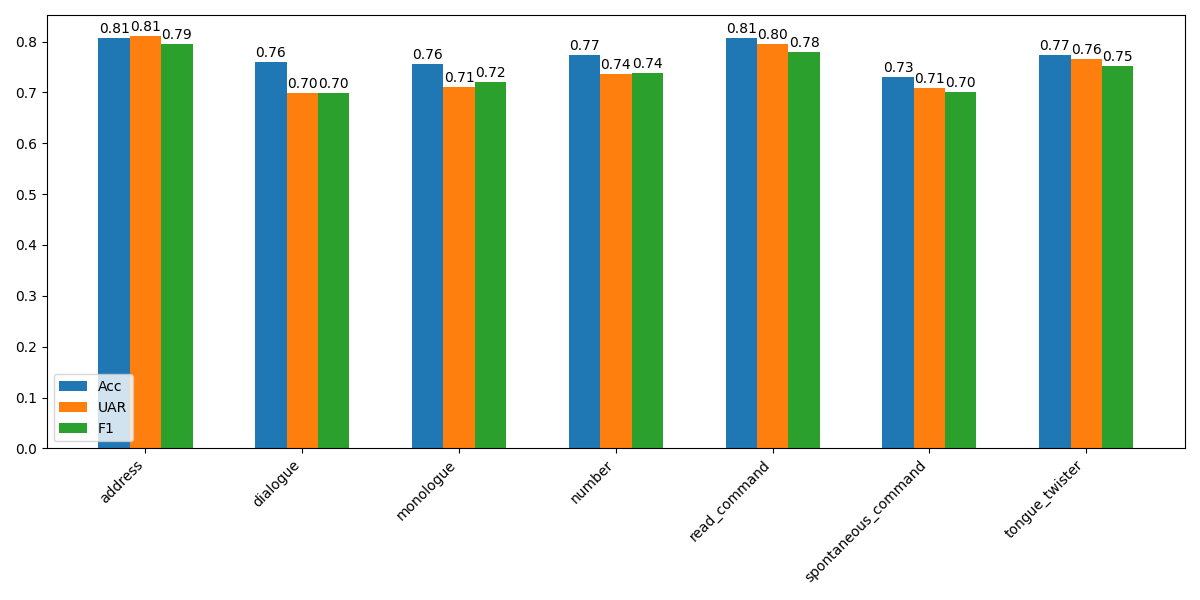 0.81 0.81 0.79
0.76 0.70 0.70
0.76 0.71 0.72
0.77 0.74 0.74
0.81 0.80 0.78
0.73 0.71 0.70
0.77 0.76 0.75
0.8
0.7
0.6
0.5
0.4
0.3
0.2
0.1
0.0
Acc
UAR
F1
address
dialogue
monologue
number
read_command
spontaneous_command
tongue_twister